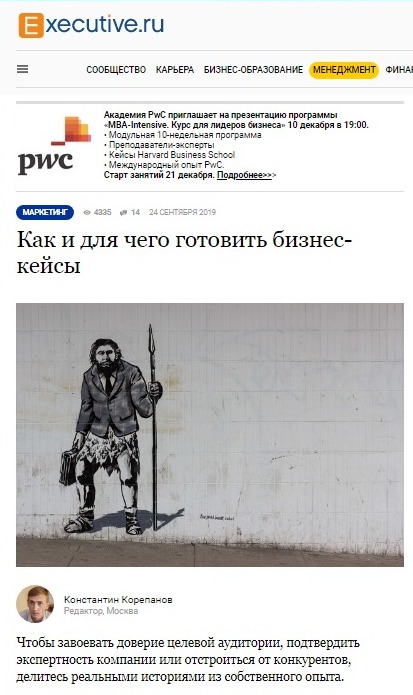 Executive.ru
СООБЩЕСТВО КАРЬЕРА БИЗНЕС-ОБРАЗОВАНИЕ МЕНЕДЖМЕНТ ФИНА
Академия PwC приглашает на презентацию программы
«MBA-Intensive. Курс для лидеров бизнеса» 10 декабря в 19:00.
• Модульная 10-недельная программа
• Преподаватели-эксперты
• Кейсы Harvard Business School
• Международный опыт PwC.
Старт занятий 21 декабря. Подробнее>>>
pwc
МАРКЕТИНГ 4335 14 24 СЕНТЯБРЯ 2019
Как и для чего готовить бизнес-
кейсы
Константин Корепанов
Редактор, Москва
Чтобы завоевать доверие целевой аудитории, подтвердить
экспертность компании или отстроиться от конкурентов,
делитесь реальными историями из собственного опыта.